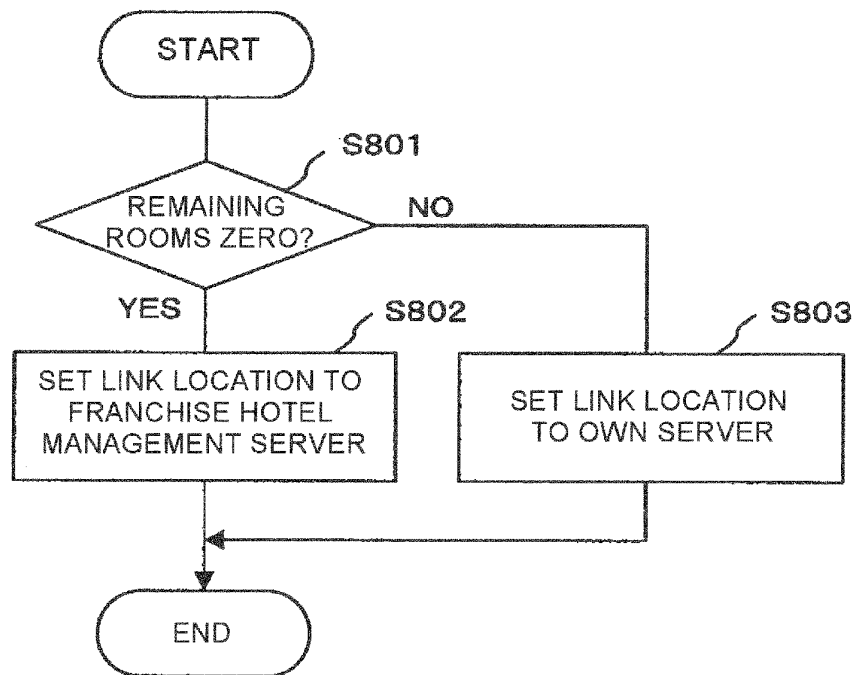 START
S801
REMAINING
ROOMS ZERO?
NO
YES
S802
S803
SET LINK LOCATION TO
FRANCHISE HOTEL
MANAGEMENT SERVER
SET LINK LOCATION
TO OWN SERVER
END